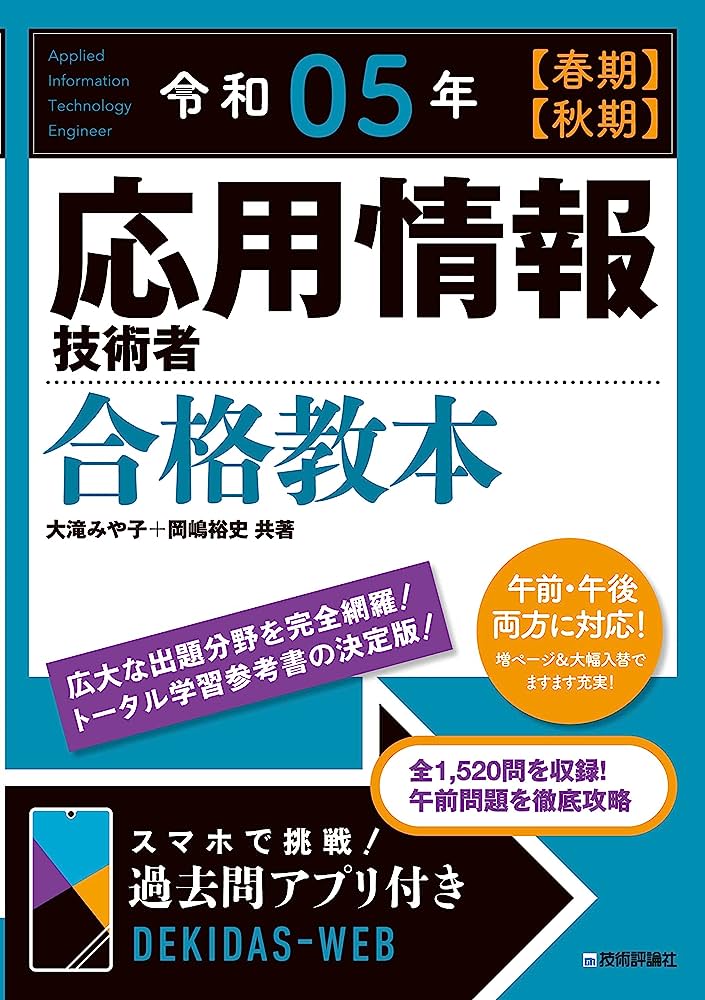 Applied
Information
Technology
Engineer
令和05年
【春期】
【秋期】
応用情報
技術者
合格教本
大滝みや子＋岡嶋裕史 共著
午前・午後
両方に対応！
増ページ＆大幅入替で
ますます充実！
広大な出題分野を完全網羅！
トータル学習参考書の決定版！
全1,520問を収録！
午前問題を徹底攻略
スマホで挑戦！
過去問アプリ付き
DEKIDAS-WEB
技術評論社